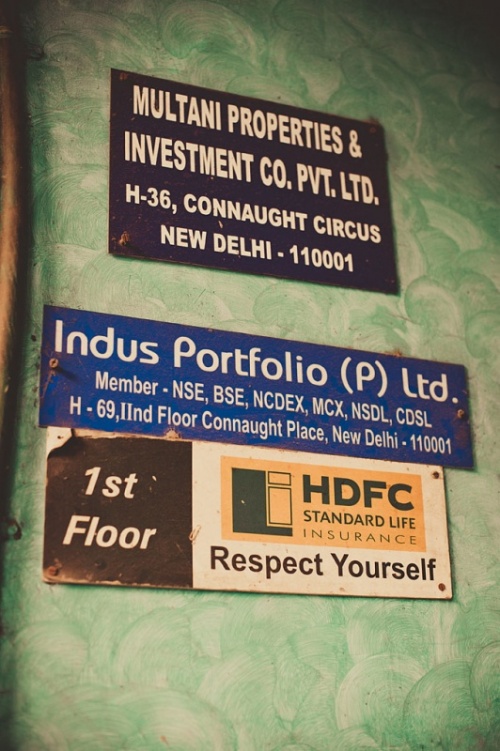 MULTANI PROPERTIES &
INVESTMENT CO. PVT. LTD.
H-36, CONNAUGHT CIRCUS
NEW DELHI - 110001
Indus Portfolio (P) Ltd.
Member - NSE, BSE, NCDEX, MCX, NSDL, CDSL
H - 69,IInd Floor Connaught Place, New Delhi - 110001
1st
Floor
HDFC
STANDARD LIFE
INSURANCE
Respect Yourself